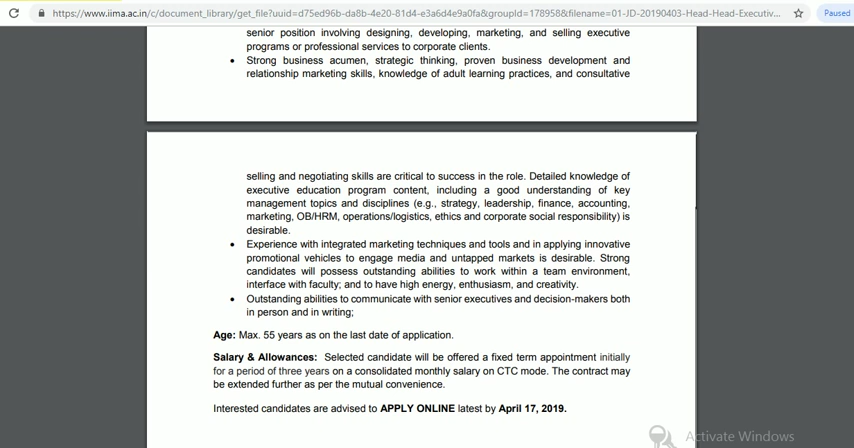 https://www.iima.ac.in/c/document_library/get_file?uuid=d75ed96b-da8b-4e20-81d4-e3a6d4e9a0fa&groupId=178958&filename=01-JD-20190403-Head-Head-Executiv...
Paused
senior position involving designing, developing, marketing, and selling executive
programs or professional services to corporate clients.
• Strong business acumen, strategic thinking, proven business development and
relationship marketing skills, knowledge of adult learning practices, and consultative
selling and negotiating skills are critical to success in the role. Detailed knowledge of
executive education program content, including a good understanding of key
management topics and disciplines (e.g., strategy, leadership, finance, accounting,
marketing, OB/HRM, operations/logistics, ethics and corporate social responsibility) is
desirable.
• Experience with integrated marketing techniques and tools and in applying innovative
promotional vehicles to engage media and untapped markets is desirable. Strong
candidates will possess outstanding abilities to work within a team environment,
interface with faculty; and to have high energy, enthusiasm, and creativity.
• Outstanding abilities to communicate with senior executives and decision-makers both
in person and in writing;
Age: Max. 55 years as on the last date of application.
Salary & Allowances: Selected candidate will be offered a fixed term appointment initially
for a period of three years on a consolidated monthly salary on CTC mode. The contract may
be extended further as per the mutual convenience.
Interested candidates are advised to APPLY ONLINE latest by April 17, 2019.
Activate Windows